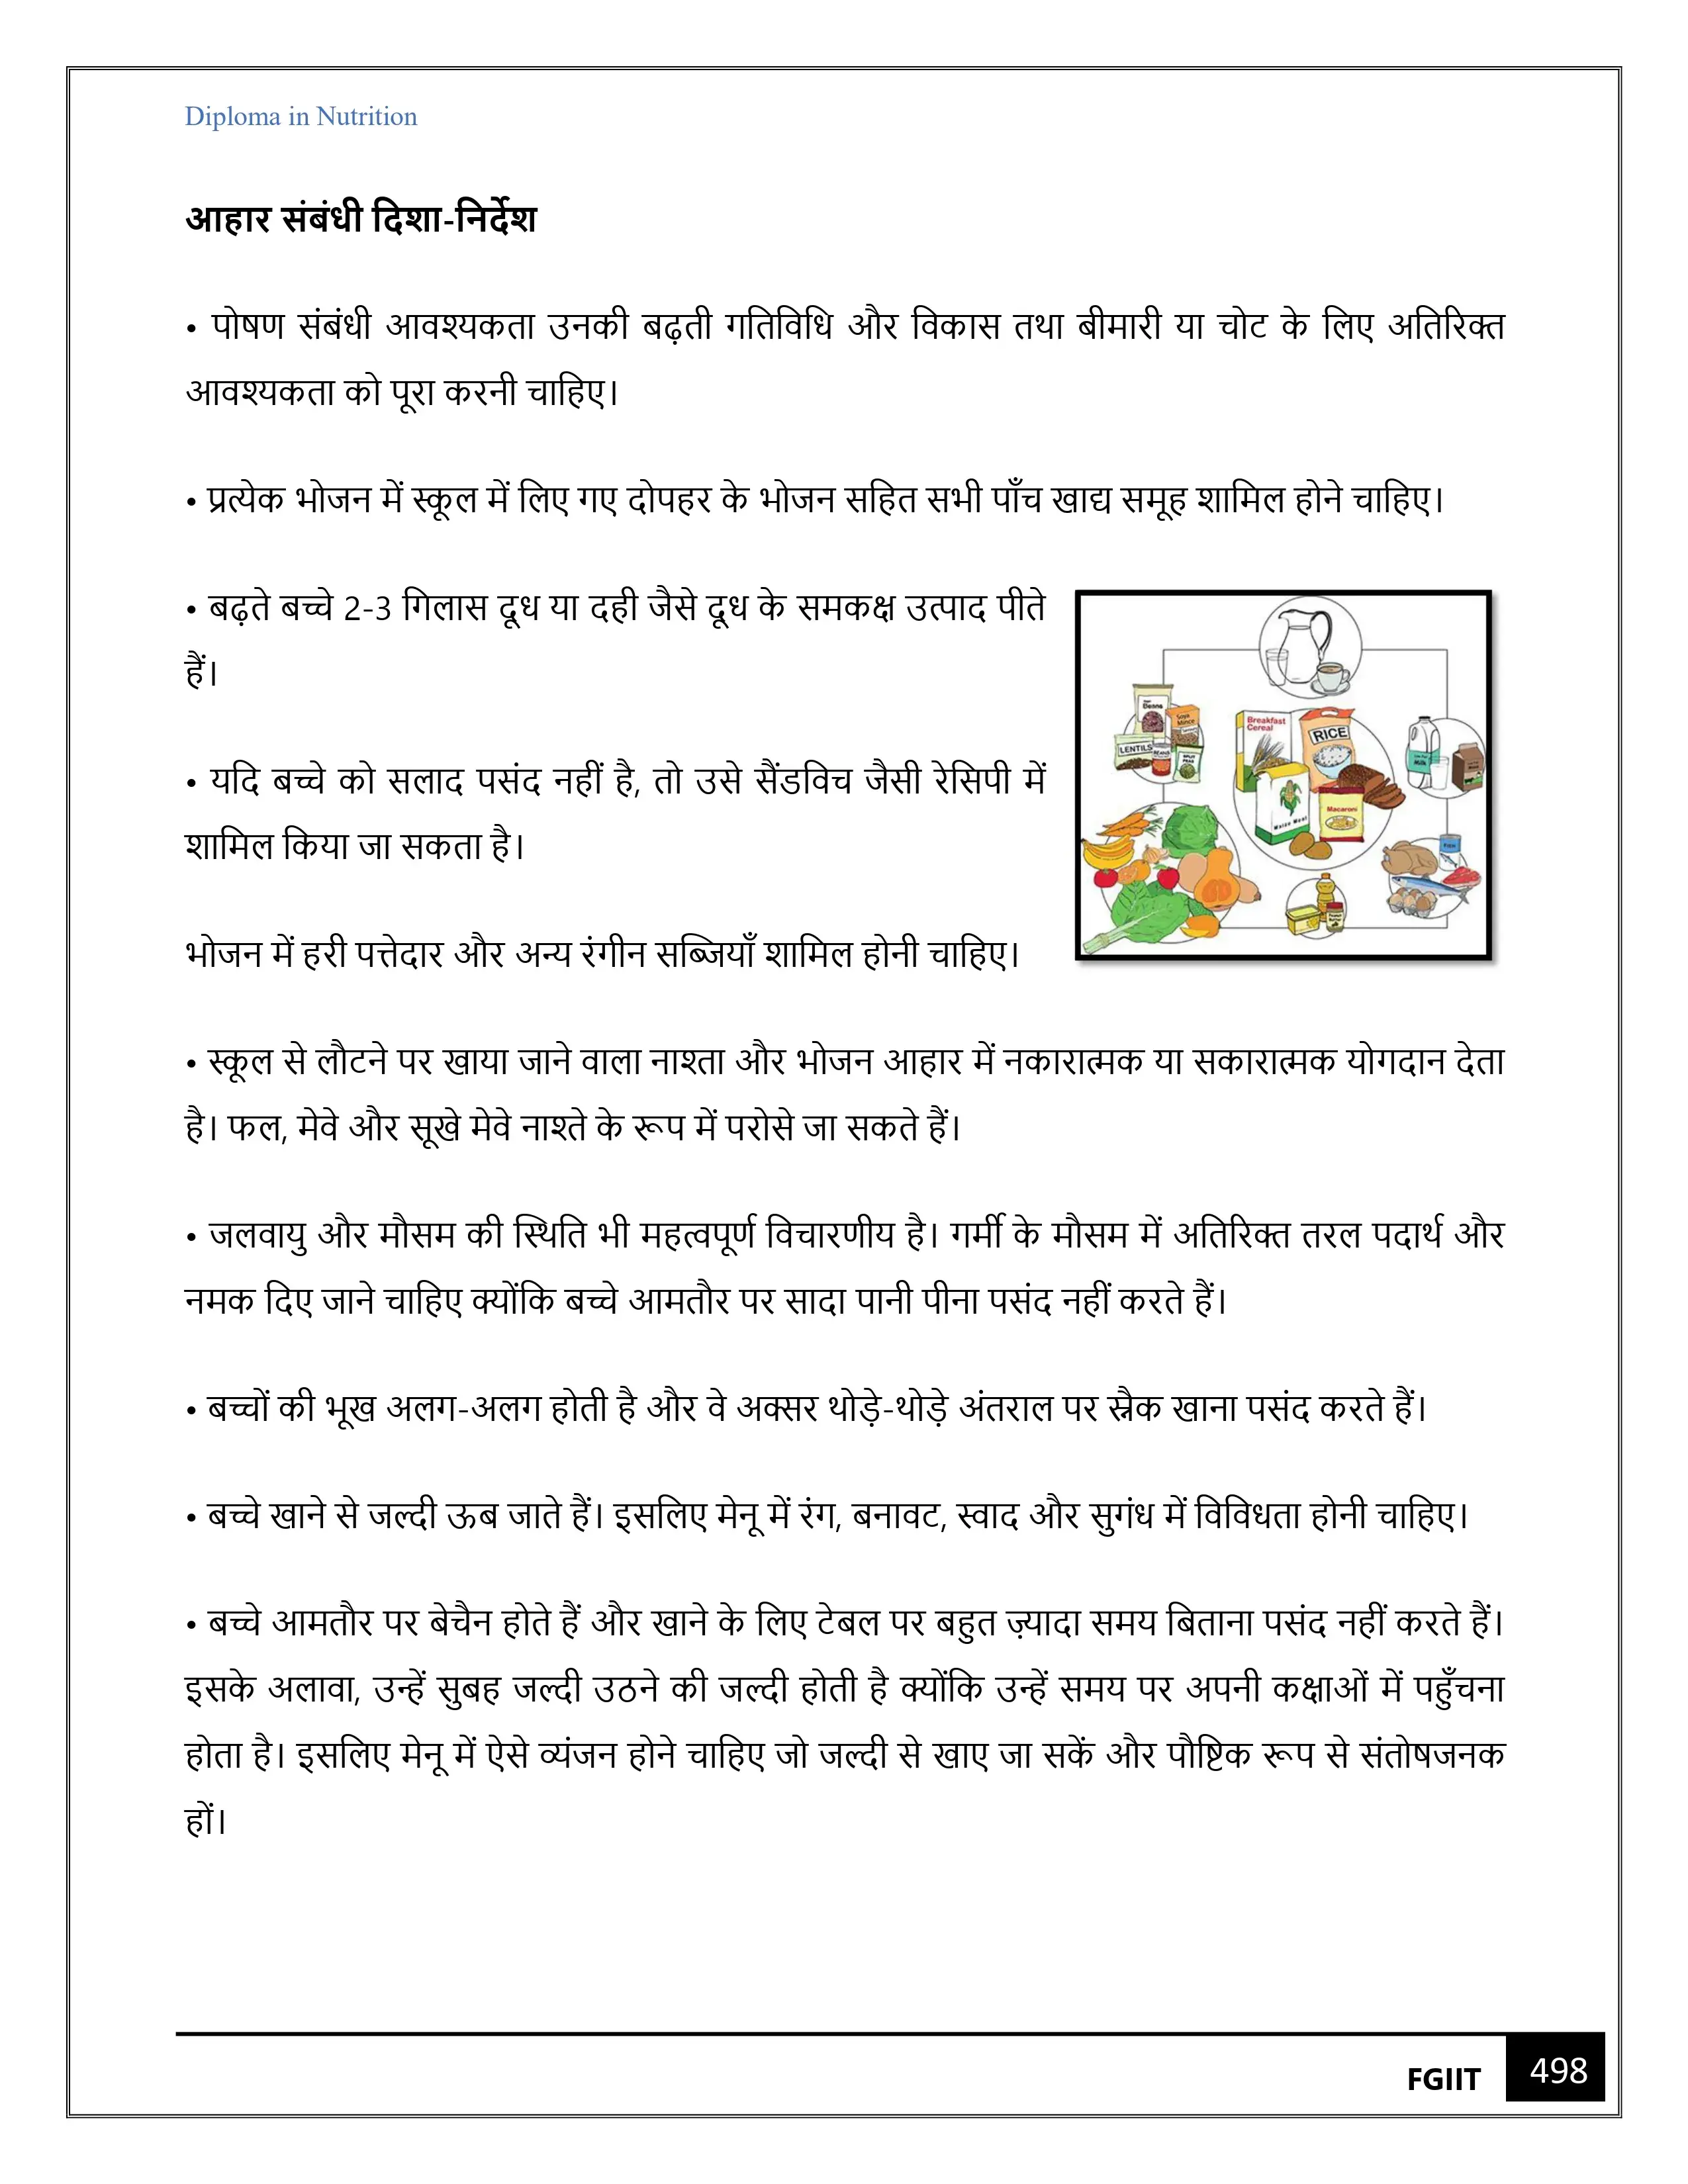 Diploma in Nutrition
आहार संबंधी दिशा-निर्देश
• पोषण संबंधी आवश्यकता उनकी बढ़ती गतिविधि और विकास तथा बीमारी या चोट के लिए अतिरिक्त
आवश्यकता को पूरा करनी चाहिए।
• प्रत्येक भोजन में स्कूल में लिए गए दोपहर के भोजन सहित सभी पाँच खाद्य समूह शामिल होने चाहिए।
• बढ़ते बच्चे 2-3 गिलास दूध या दही जैसे दूध के समकक्ष उत्पाद पीते
हैं।
• यदि बच्चे को सलाद पसंद नहीं है, तो उसे सैंडविच जैसी रेसिपी में
शामिल किया जा सकता है।
भोजन में हरी पत्तेदार और अन्य रंगीन सब्जियाँ शामिल होनी चाहिए।
Beans
Soya
Mince
LENTILS
BEANS
SPLIT
PEAS
Breakfast
Cereal
RICE
Maize Meal
Macaroni
Milk
• स्कूल से लौटने पर खाया जाने वाला नाश्ता और भोजन आहार में नकारात्मक या सकारात्मक योगदान देता
है। फल, मेवे और सूखे मेवे नाश्ते के रूप में परोसे जा सकते हैं।
• जलवायु और मौसम की स्थिति भी महत्वपूर्ण विचारणीय है। गर्मी के मौसम में अतिरिक्त तरल पदार्थ और
नमक दिए जाने चाहिए क्योंकि बच्चे आमतौर पर सादा पानी पीना पसंद नहीं करते हैं।
• बच्चों की भूख अलग-अलग होती है और वे अक्सर थोड़े-थोड़े अंतराल पर स्नैक खाना पसंद करते हैं।
• बच्चे खाने से जल्दी ऊब जाते हैं। इसलिए मेनू में रंग, बनावट, स्वाद और सुगंध में विविधता होनी चाहिए।
• बच्चे आमतौर पर बेचैन होते हैं और खाने के लिए टेबल पर बहुत ज़्यादा समय बिताना पसंद नहीं करते हैं।
इसके अलावा, उन्हें सुबह जल्दी उठने की जल्दी होती है क्योंकि उन्हें समय पर अपनी कक्षाओं में पहुँचना
होता है। इसलिए मेनू में ऐसे व्यंजन होने चाहिए जो जल्दी से खाए जा सकें और पौष्टिक रूप से संतोषजनक
हों।
FGIIT
498